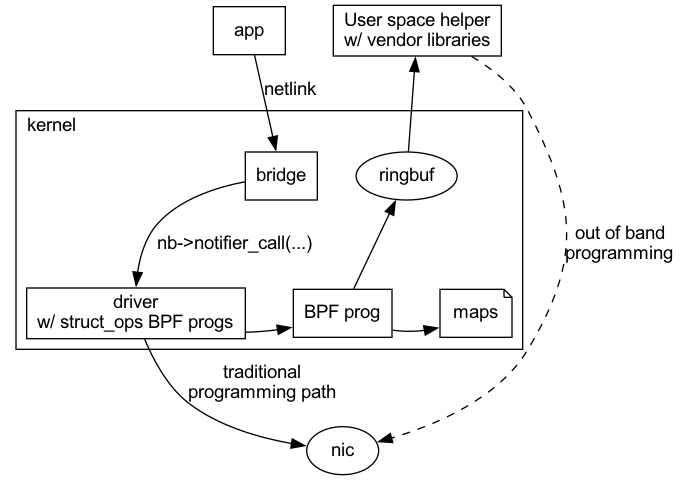 app
User space helper
w/ vendor libraries
netlink
kernel
bridge
ringbuf
nb->notifier_call(...)
out of band
programming
driver
w/ struct_ops BPF progs
BPF prog
maps
traditional
programming path
nic